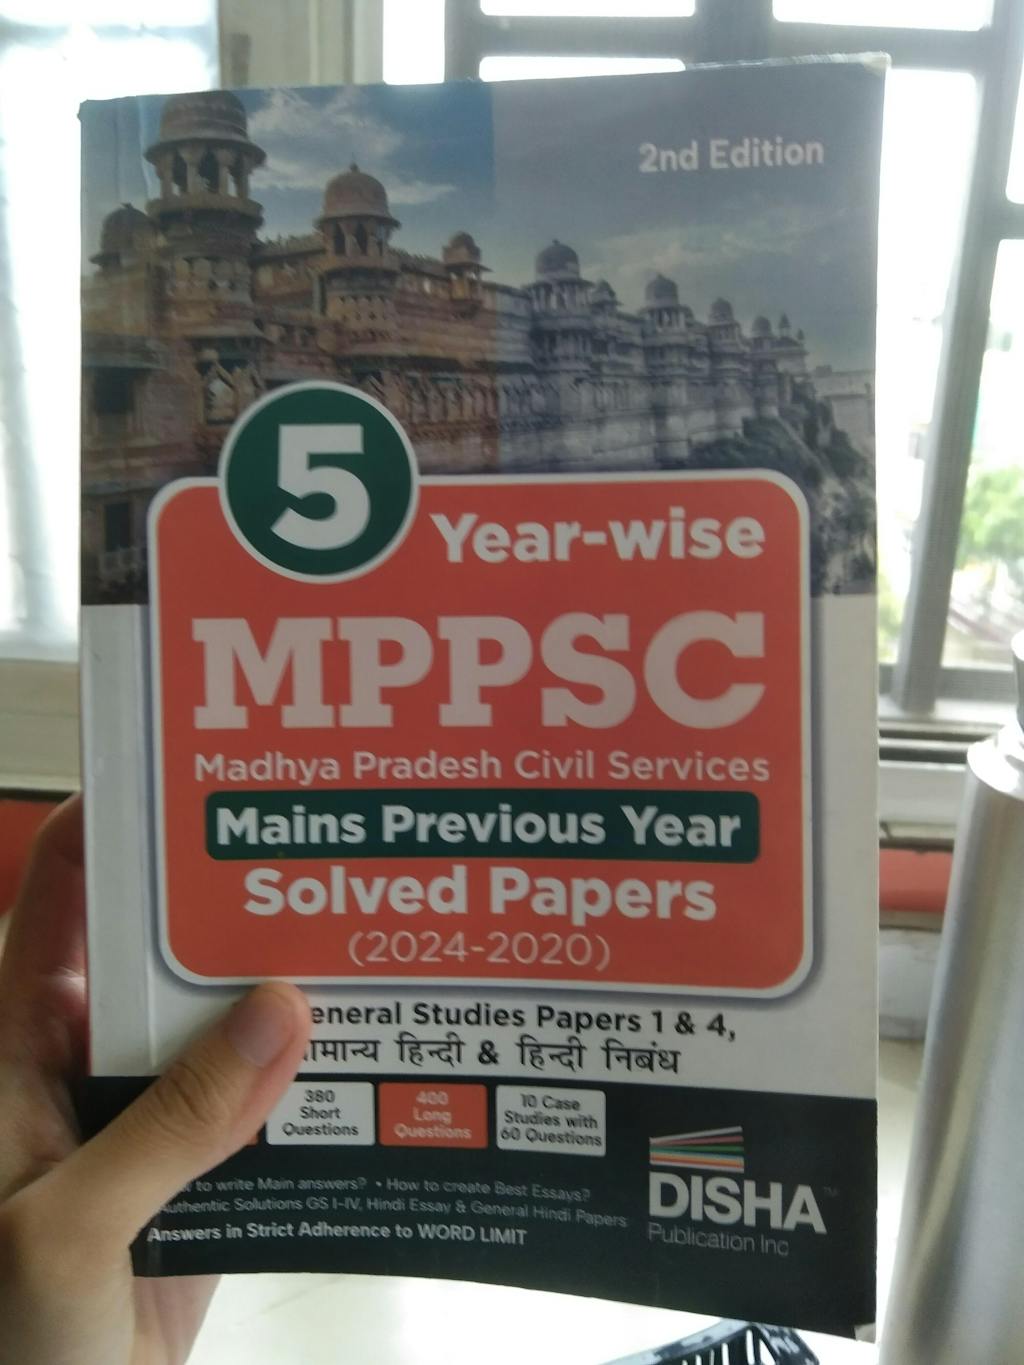 2nd Edition
5
Year-wise
MPPSC
Madhya Pradesh Civil Services
Mains Previous Year
Solved Papers
(2024-2020)
eneral Studies Papers 1 & 4,
ामान्य हिन्दी & हिन्दी निबंध
380
Short
Questions
400
Long
Questions
10 Case
Studies with
60 Questions
to write Main answers? • How to create Best Essays?
Authentic Solutions GS I-IV, Hindi Essay & General Hindi Papers
Answers in Strict Adherence to WORD LIMIT
DISHA™
Publication Inc